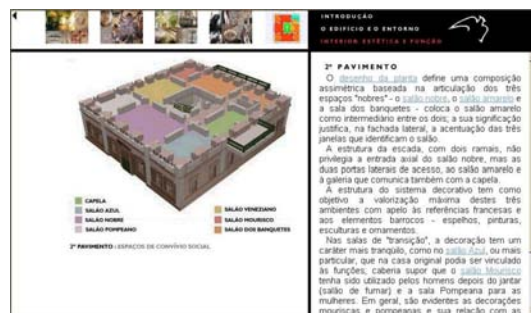 INTRODUÇÃO
O EDIFÍCIO E O ENTORNO
INTERIOR: ESTÉTICA E FUNÇÃO
CAPELA
SALÃO AZUL
SALÃO NOBRE
SALÃO POMPEANO
SALÃO VENEZIANO
SALÃO MOURISCO
SALÃO DOS BANQUETES
2º PAVIMENTO : ESPAÇOS DE CONVÍVIO SOCIAL
2º PAVIMENTO
O desenho da planta define uma composição
assimétrica baseada na articulação dos três
espaços "nobres" - o salão nobre, o salão amarelo e
a sala dos banquetes - coloca o salão amarelo
como intermediário entre os dois; a sua significação
justifica, na fachada lateral, a acentuação das três
janelas que identificam o salão.
A estrutura da escada, com dois ramais, não
privilegia a entrada axial do salão nobre, mas as
duas portas laterais de acesso, ao salão amarelo e
à galeria que comunica também com a capela.
A estrutura do sistema decorativo tem como
objetivo a valorização máxima destes três
ambientes com apelo às referências francesas e
aos elementos barrocos - espelhos, pinturas,
esculturas e ornamentos.
Nas salas de "transição", a decoração tem um
caráter mais tranqüilo, como no salão Azul, ou mais
particular, que na casa original podia ser vinculado
às funções; caberia supor que o salão Mourisco
tenha sido utilizado pelos homens depois do jantar
(salão de fumar) e a sala Pompeana para as
mulheres. Em geral, são evidentes as decorações
mouriscas e pompeanas e sua relação com as